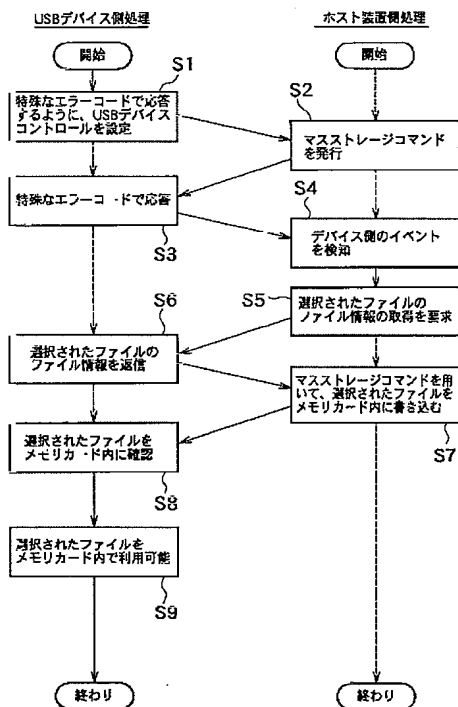 USBデバイス側処理
ホスト装置側処理
開始
開始
S1
特殊なエラーコードで応答
するように、USBデバイス
コントロールを設定
S2
マスストレージコマンド
を発行
特殊なエラーコードで応答
S3
S4
デバイス側のイベント
を検知
S5
選択されたファイルの
ファイル情報の取得を要求
S6
選択されたファイルの
ファイル情報を返信
マスストレージコマンドを用
いて、選択されたファイルを
メモリカード内に書き込む
S7
選択されたファイルを
メモリカード内に確認
S8
選択されたファイルを
メモリカード内で利用可能
S9
終わり
終わり